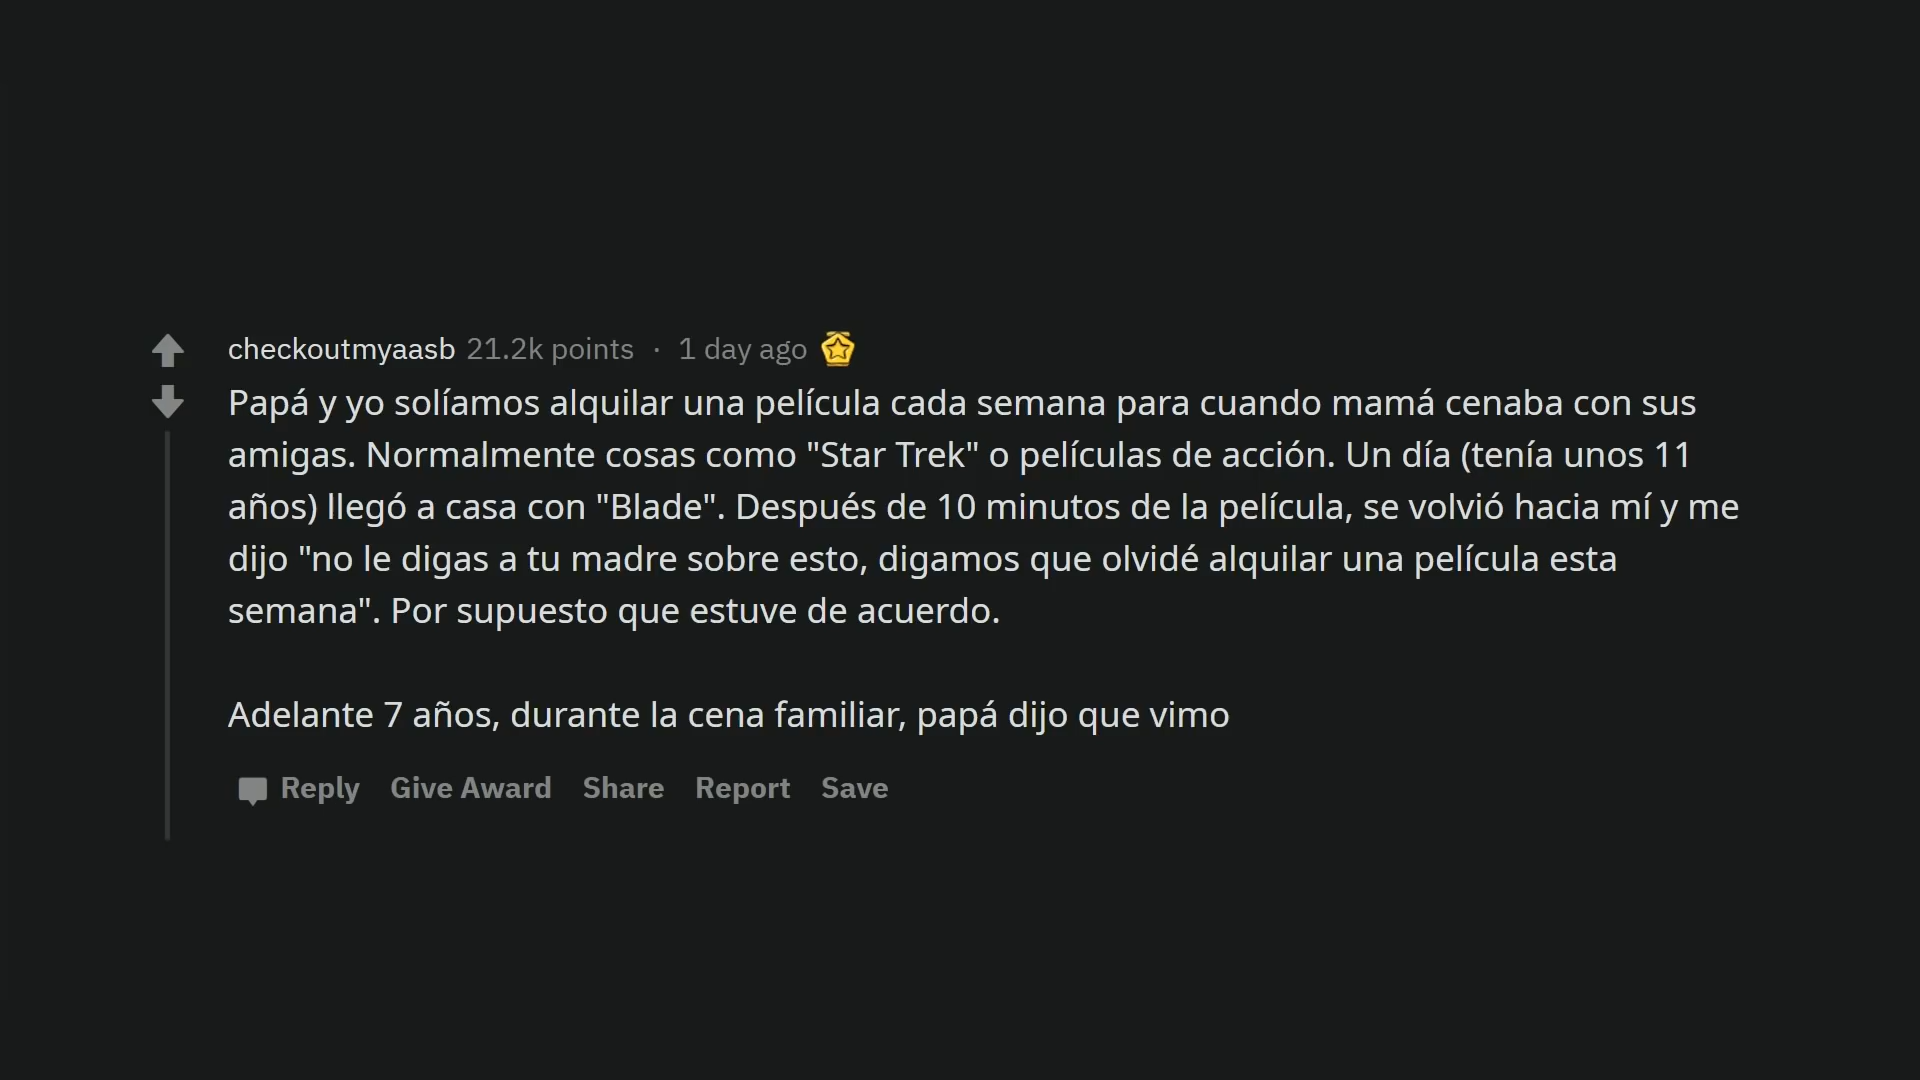 checkoutmyaasb 21.2k points · 1 day ago
Papá y yo solíamos alquilar una película cada semana para cuando mamá cenaba con sus
amigas. Normalmente cosas como "Star Trek" o películas de acción. Un día (tenía unos 11
años) llegó a casa con "Blade". Después de 10 minutos de la película, se volvió hacia mí y me
dijo "no le digas a tu madre sobre esto, digamos que olvidé alquilar una película esta
semana". Por supuesto que estuve de acuerdo.
Adelante 7 años, durante la cena familiar, papá dijo que vimo
Reply Give Award Share Report Save